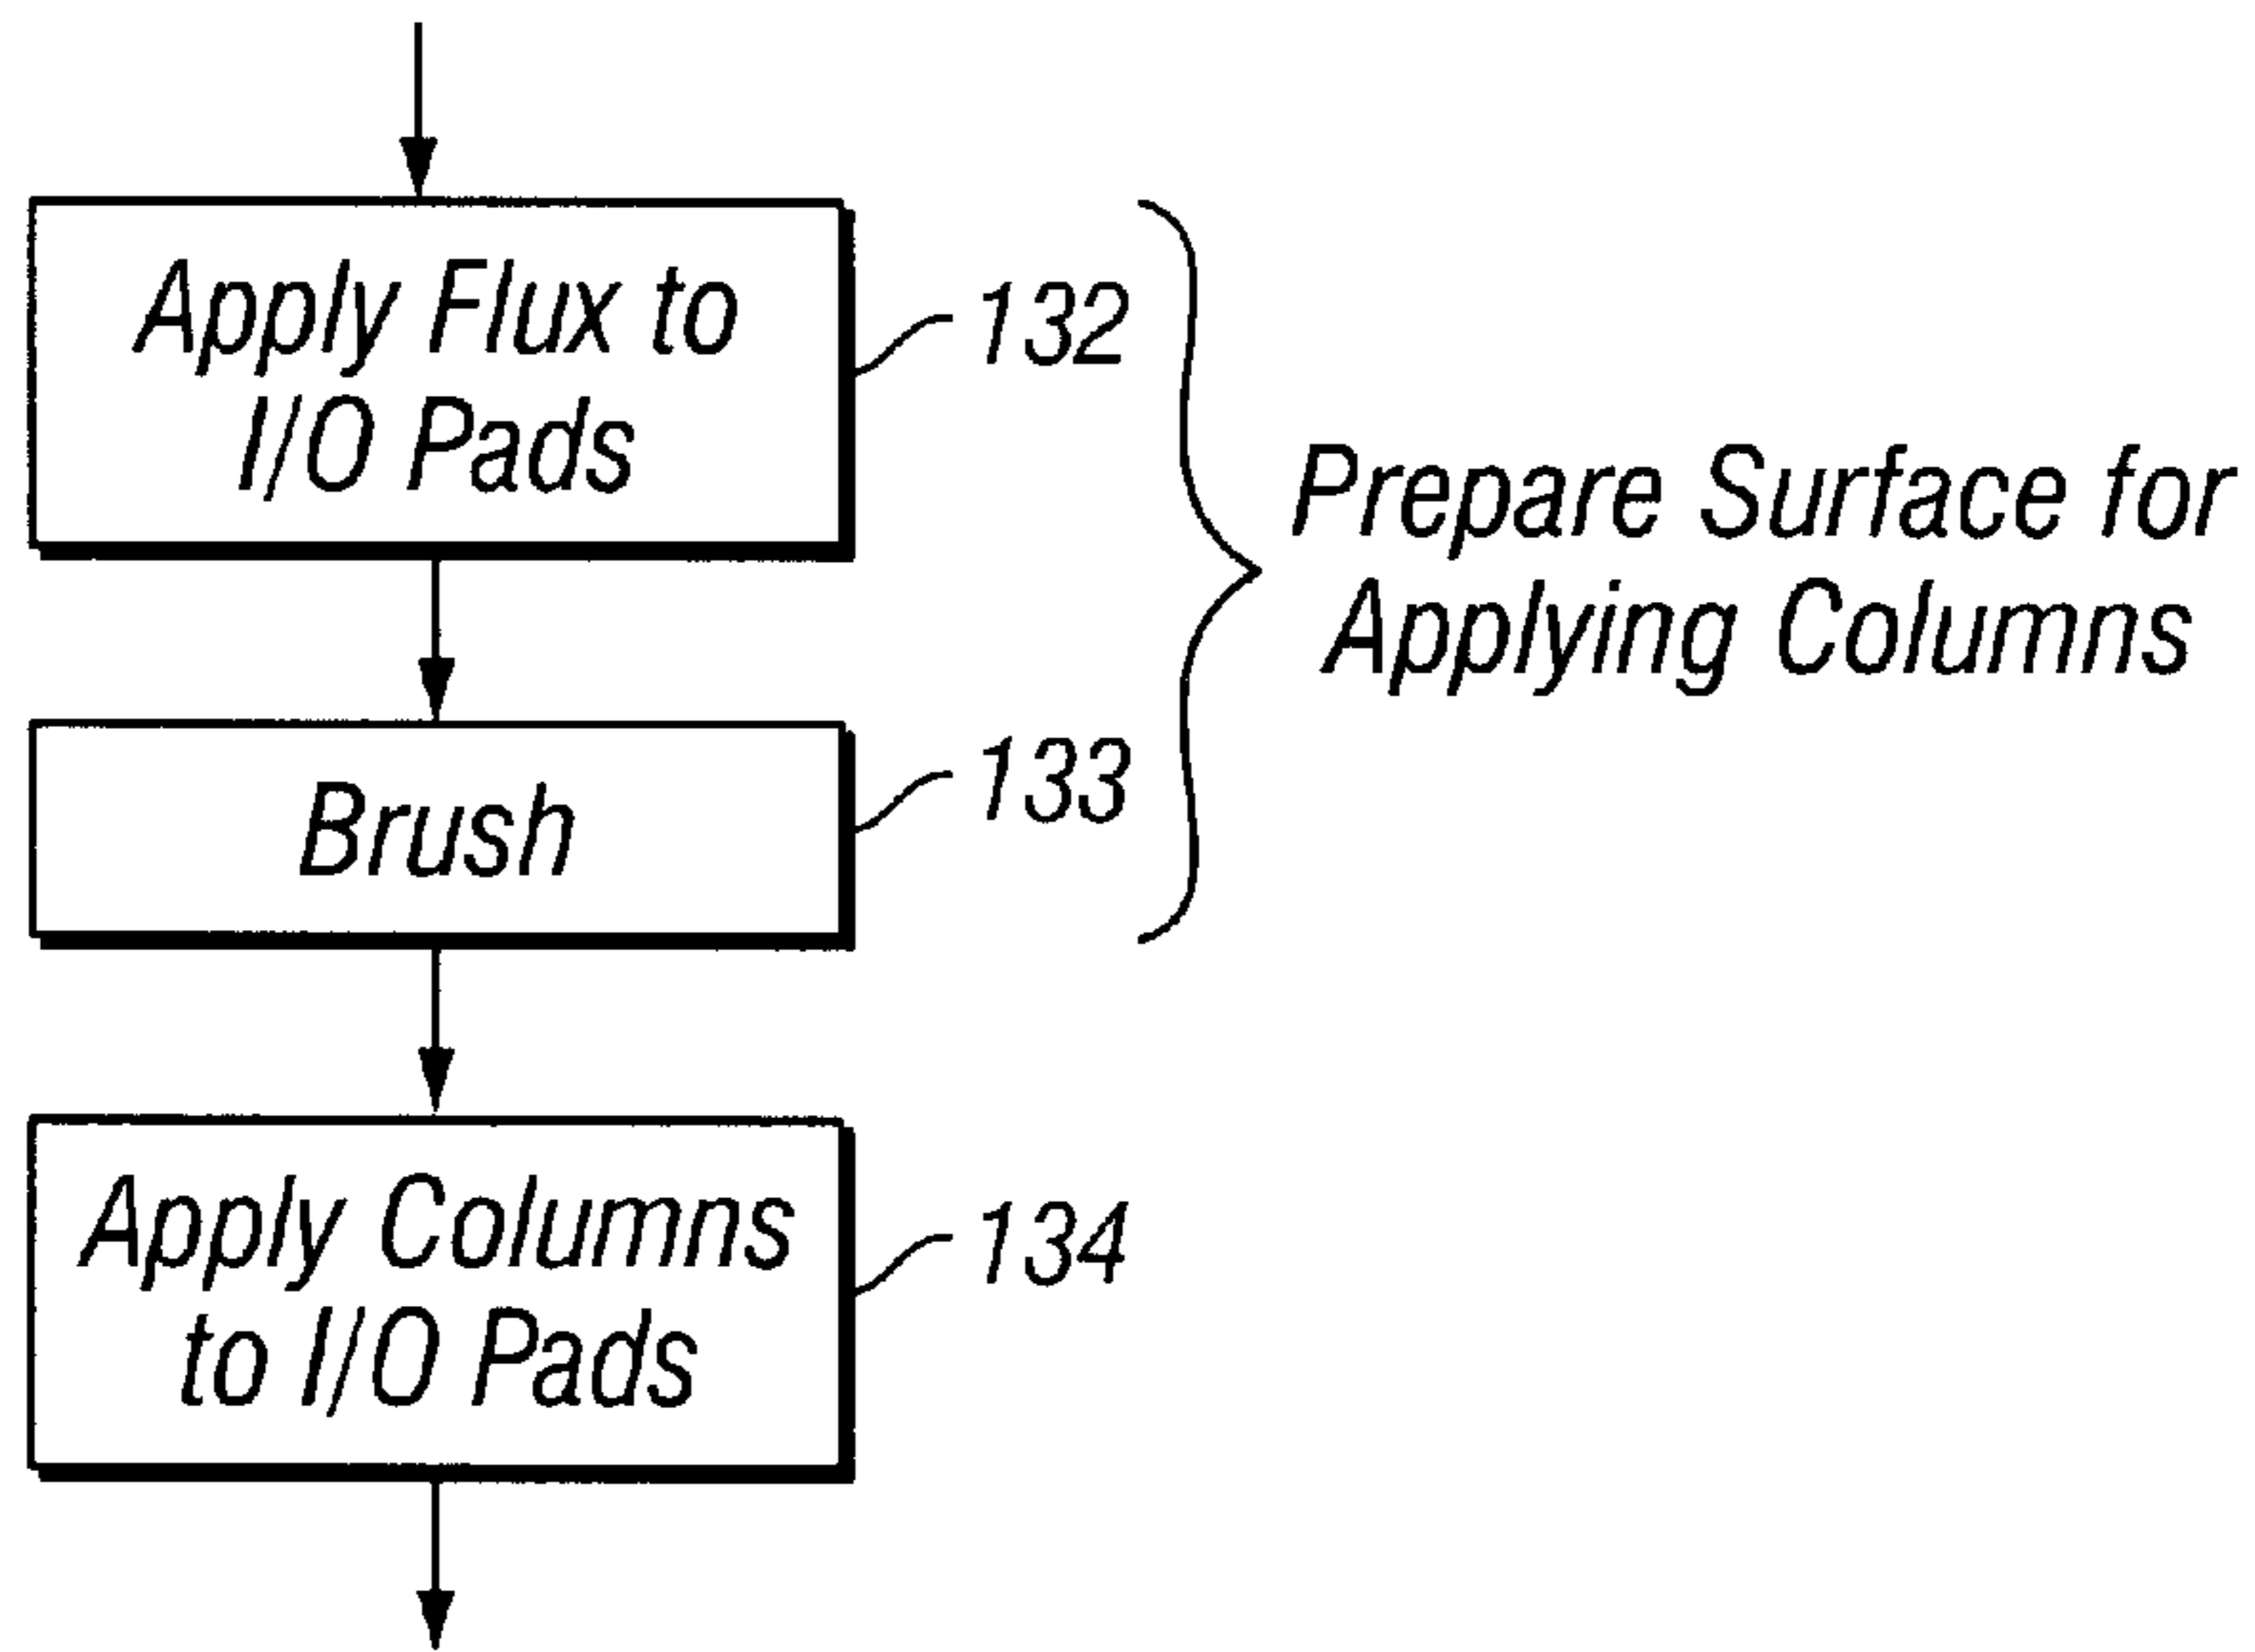 Apply Flux to
I/O Pads
132
Prepare Surface for
Applying Columns
Brush
133
Apply Columns
to I/O Pads
134